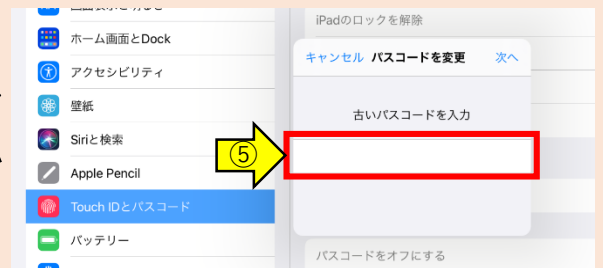 iPadのロックを解除
ホーム画面とDock
キャンセル パスコードを変更 次へ
アクセシビリティ
壁紙
古いパスコードを入力
Siriと検索
⑤
Apple Pencil
Touch IDとパスコード
バッテリー
パスコードをオフにする